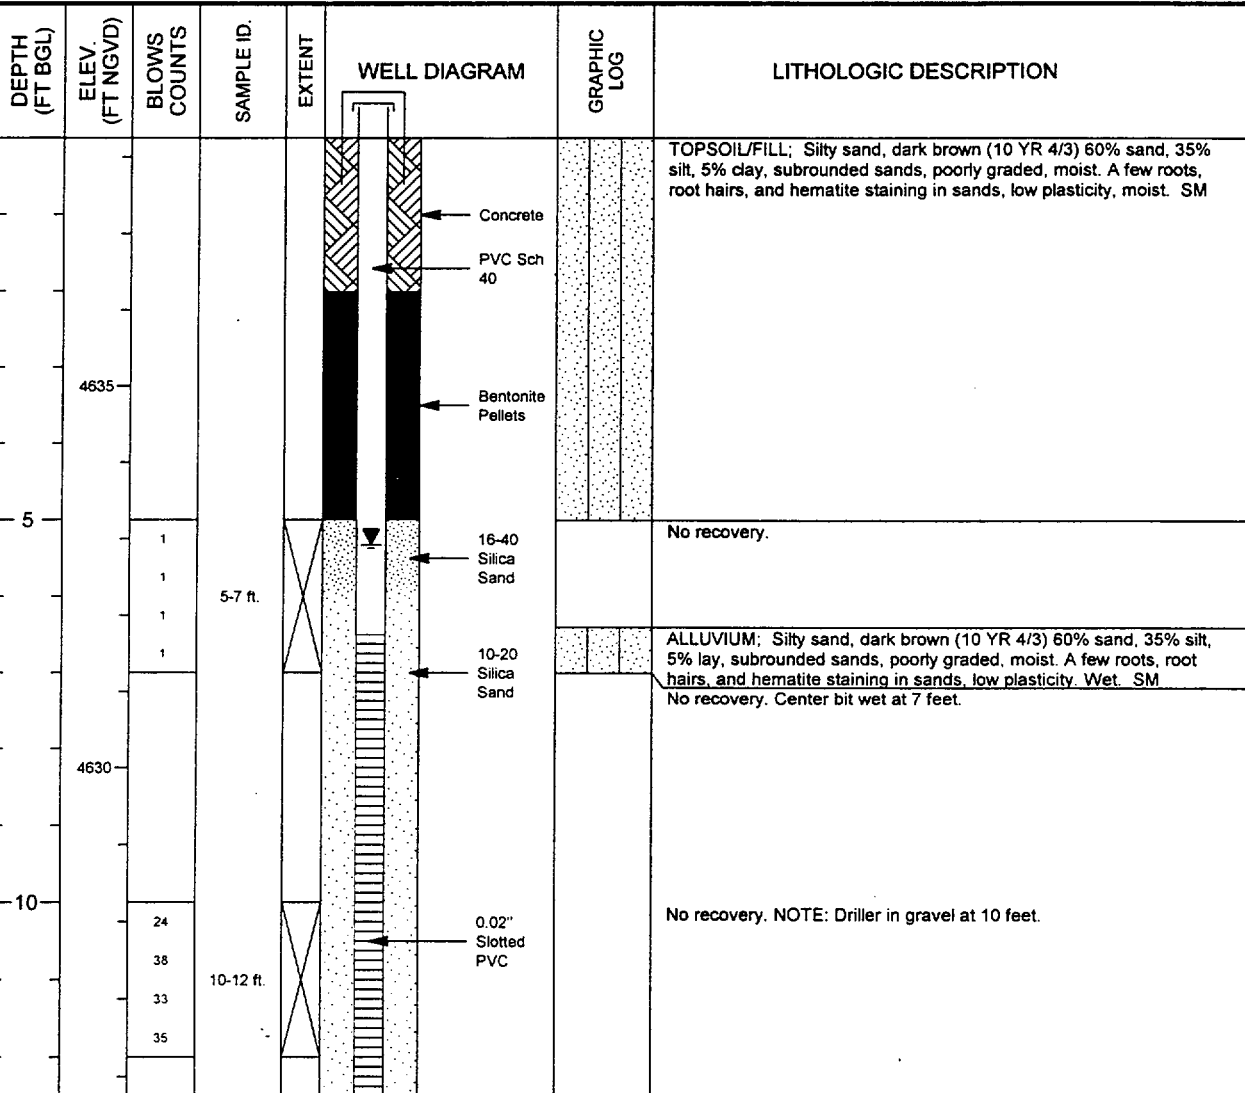 DEPTH
(FT BGL)
ELEV.
(FT NGVD)
BLOWS
COUNTS
SAMPLE ID.
EXTENT
WELL DIAGRAM
GRAPHIC
LOG
LITHOLOGIC DESCRIPTION
TOPSOIL/FILL; Silty sand, dark brown (10 YR 4/3) 60% sand, 35%
silt, 5% clay, subrounded sands, poorly graded, moist. A few roots,
root hairs, and hematite staining in sands, low plasticity, moist. SM
Concrete
PVC Sch
40
4635
Bentonite
Pellets
5
1
1
1
1
5-7 ft.
16-40
Silica
Sand
No recovery.
10-20
Silica
Sand
ALLUVIUM; Silty sand, dark brown (10 YR 4/3) 60% sand, 35% silt,
5% lay, subrounded sands, poorly graded, moist. A few roots, root
hairs, and hematite staining in sands, low plasticity. Wet. SM
No recovery. Center bit wet at 7 feet.
4630
10
24
38
33
35
10-12 ft.
0.02"
Slotted
PVC
No recovery. NOTE: Driller in gravel at 10 feet.